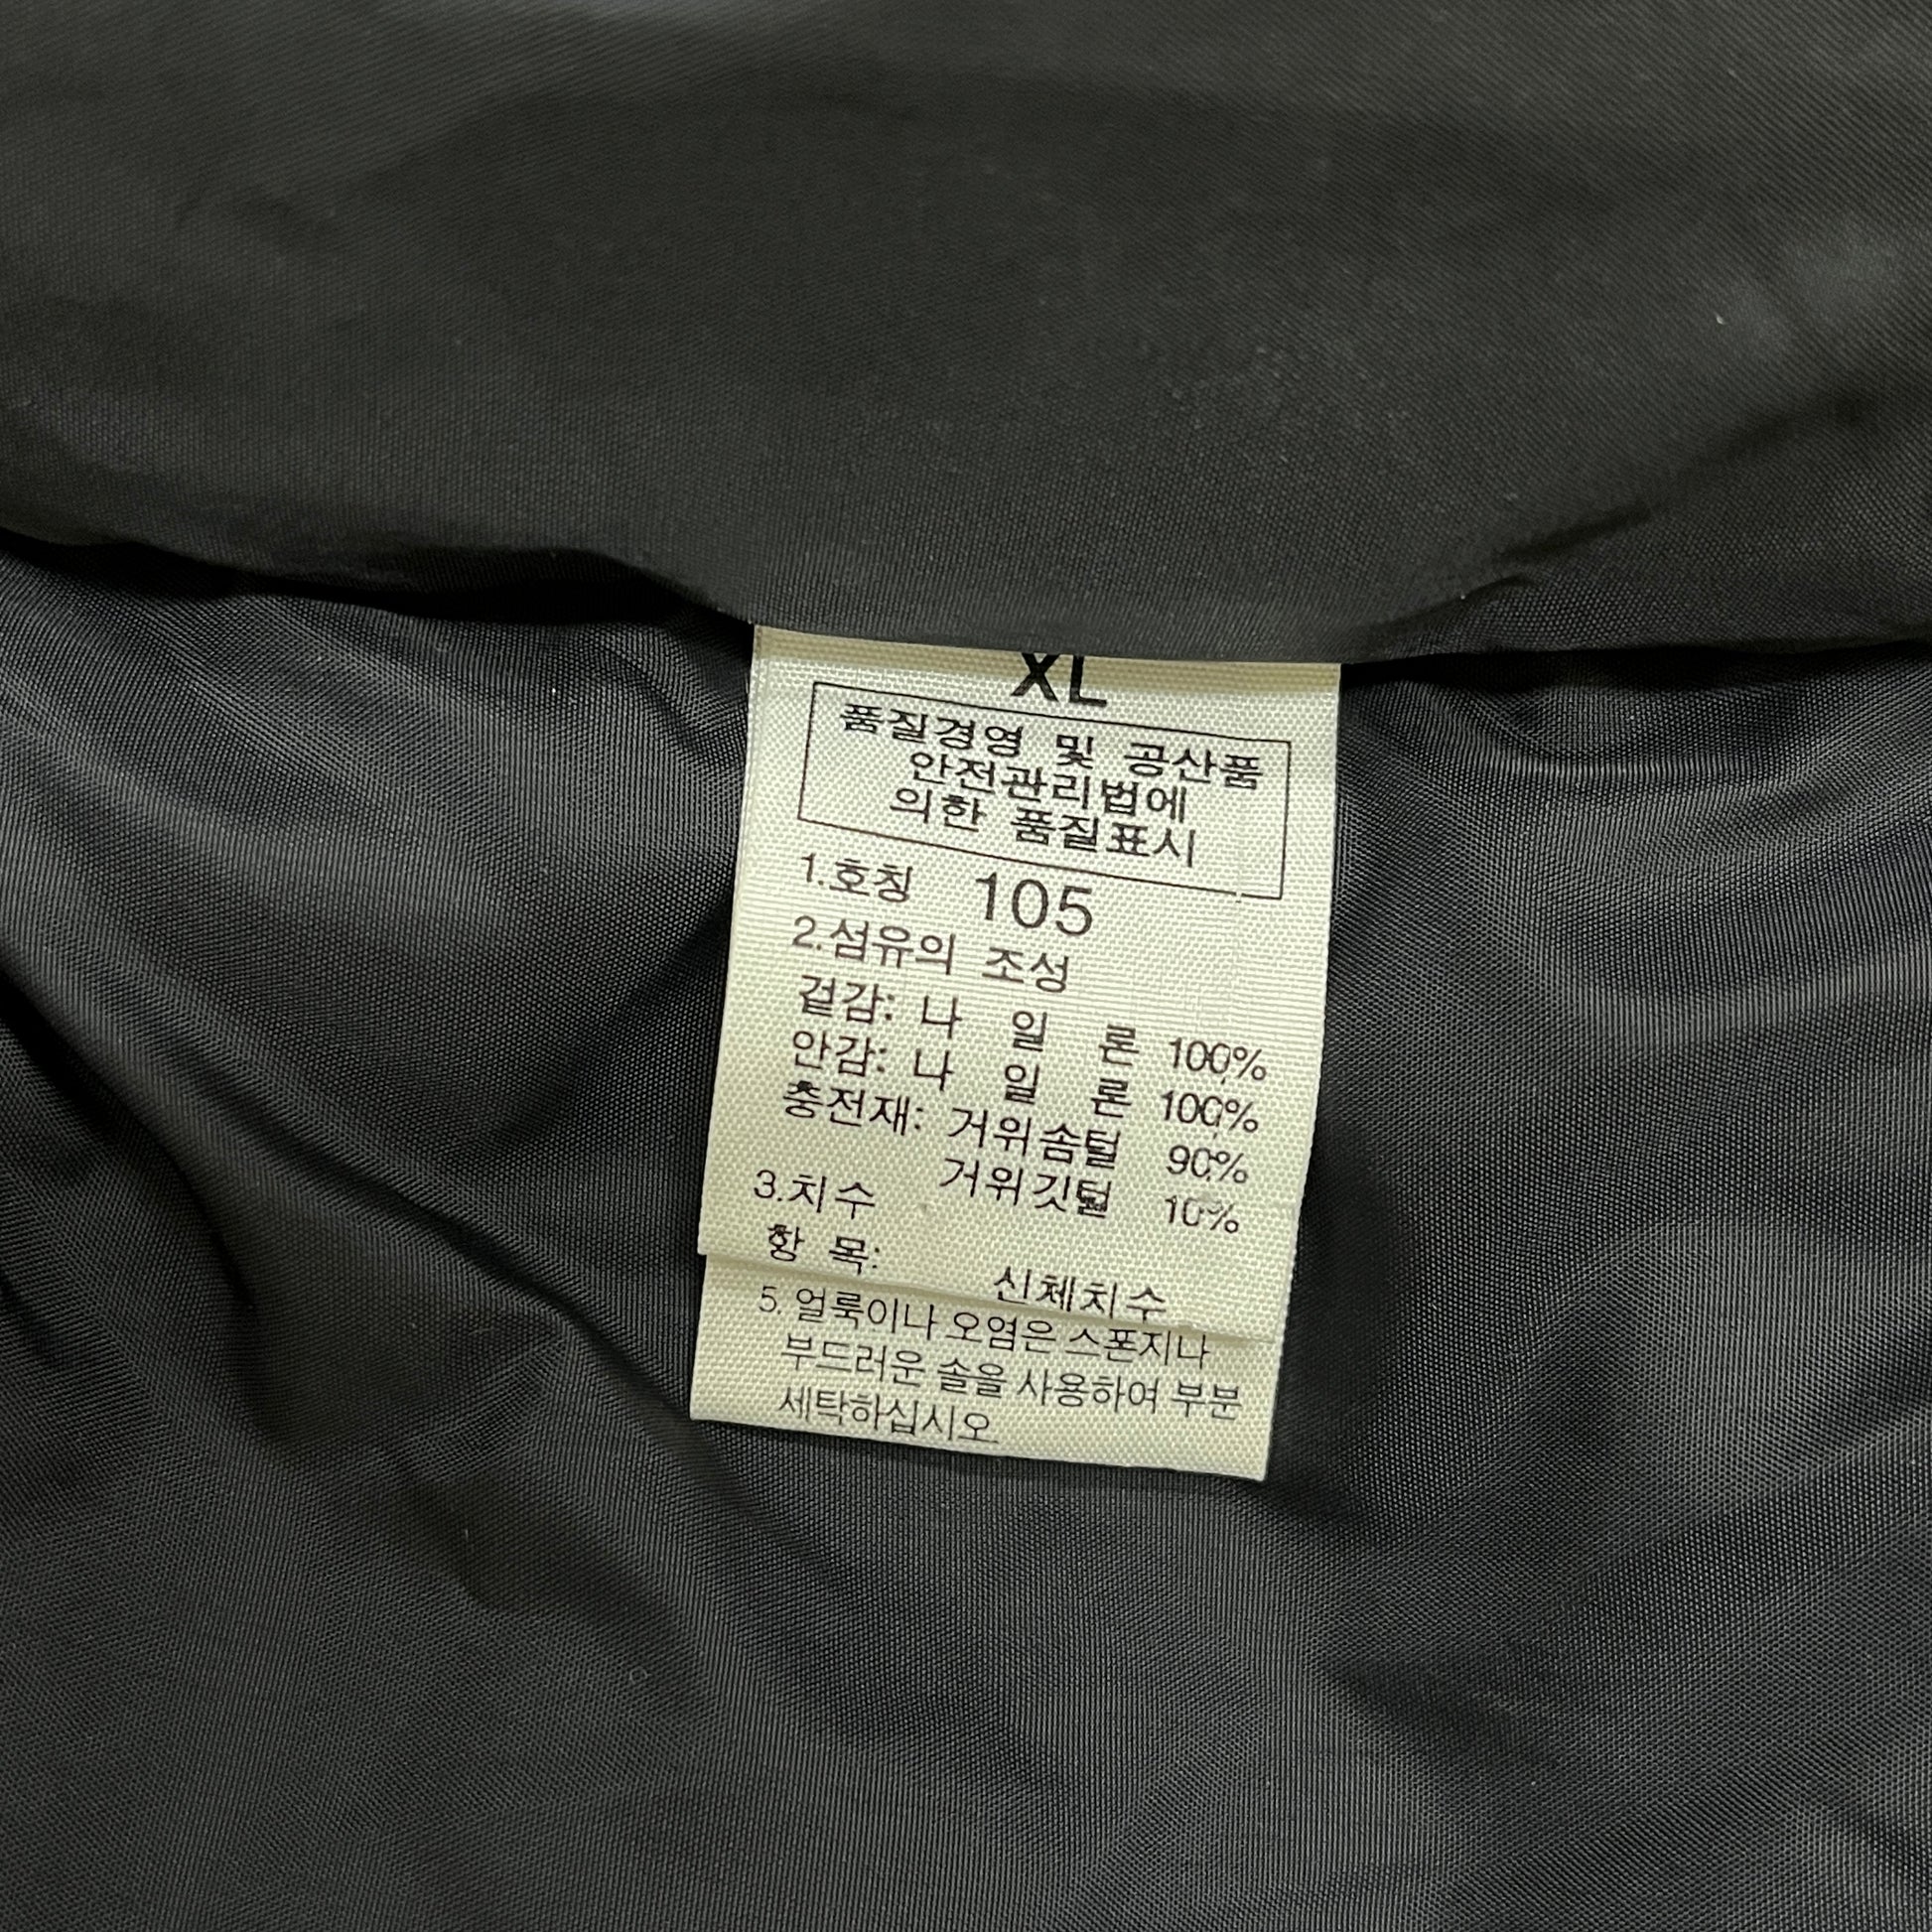 XL
품질경영 및 공산품
안전관리법에
의한 품질표시
1.호칭 105
2.섬유의 조성
겉감: 나 일 론 100%
안감: 나 일 론 100%
충전재: 거위솜털 90%
거위깃털 10%
3.치수
항 목:
신체치수
5. 얼룩이나 오염은 스폰지나
부드러운 솔을 사용하여 부분
세탁하십시오.